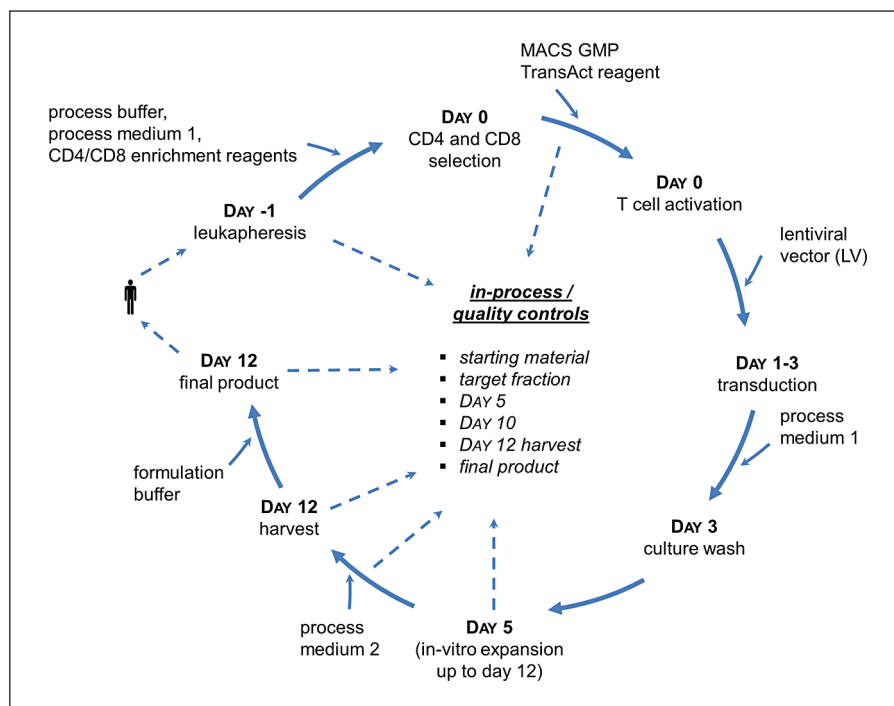 MACS GMP
TransAct reagent
process buffer,
process medium 1,
CD4/CD8 enrichment reagents
DAY 0
CD4 and CD8
selection
DAY 0
T cell activation
DAY -1
leukapheresis
lentiviral
vector (LV)
in-process /
quality controls
▪ starting material
▪ target fraction
▪ DAY 5
▪ DAY 10
▪ DAY 12 harvest
▪ final product
DAY 1-3
transduction
DAY 12
final product
process
medium 1
formulation
buffer
DAY 12
harvest
DAY 3
culture wash
process
medium 2
DAY 5
(in-vitro expansion
up to day 12)